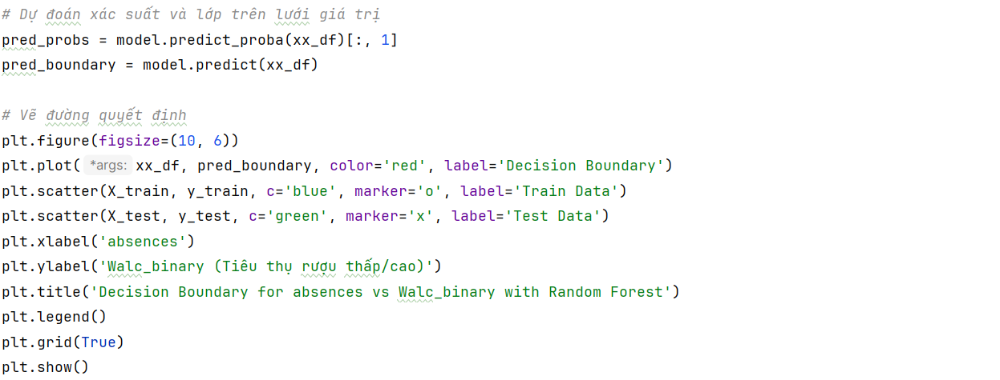 # Dự đoán xác suất và lớp trên lưới giá trị
pred_probs = model.predict_proba(xx_df)[:, 1]
pred_boundary = model.predict(xx_df)
# Vẽ đường quyết định
plt.figure(figsize=(10, 6))
plt.plot( *args: xx_df, pred_boundary, color='red', label='Decision Boundary')
plt.scatter(X_train, y_train, c='blue', marker='o', label='Train Data')
plt.scatter(X_test, y_test, c='green', marker='x', label='Test Data')
plt.xlabel('absences')
plt.ylabel('Walc_binary (Tiêu thụ rượu thấp/cao)')
plt.title('Decision Boundary for absences vs Walc_binary with Random Forest')
plt.legend()
plt.grid(True)
plt.show()